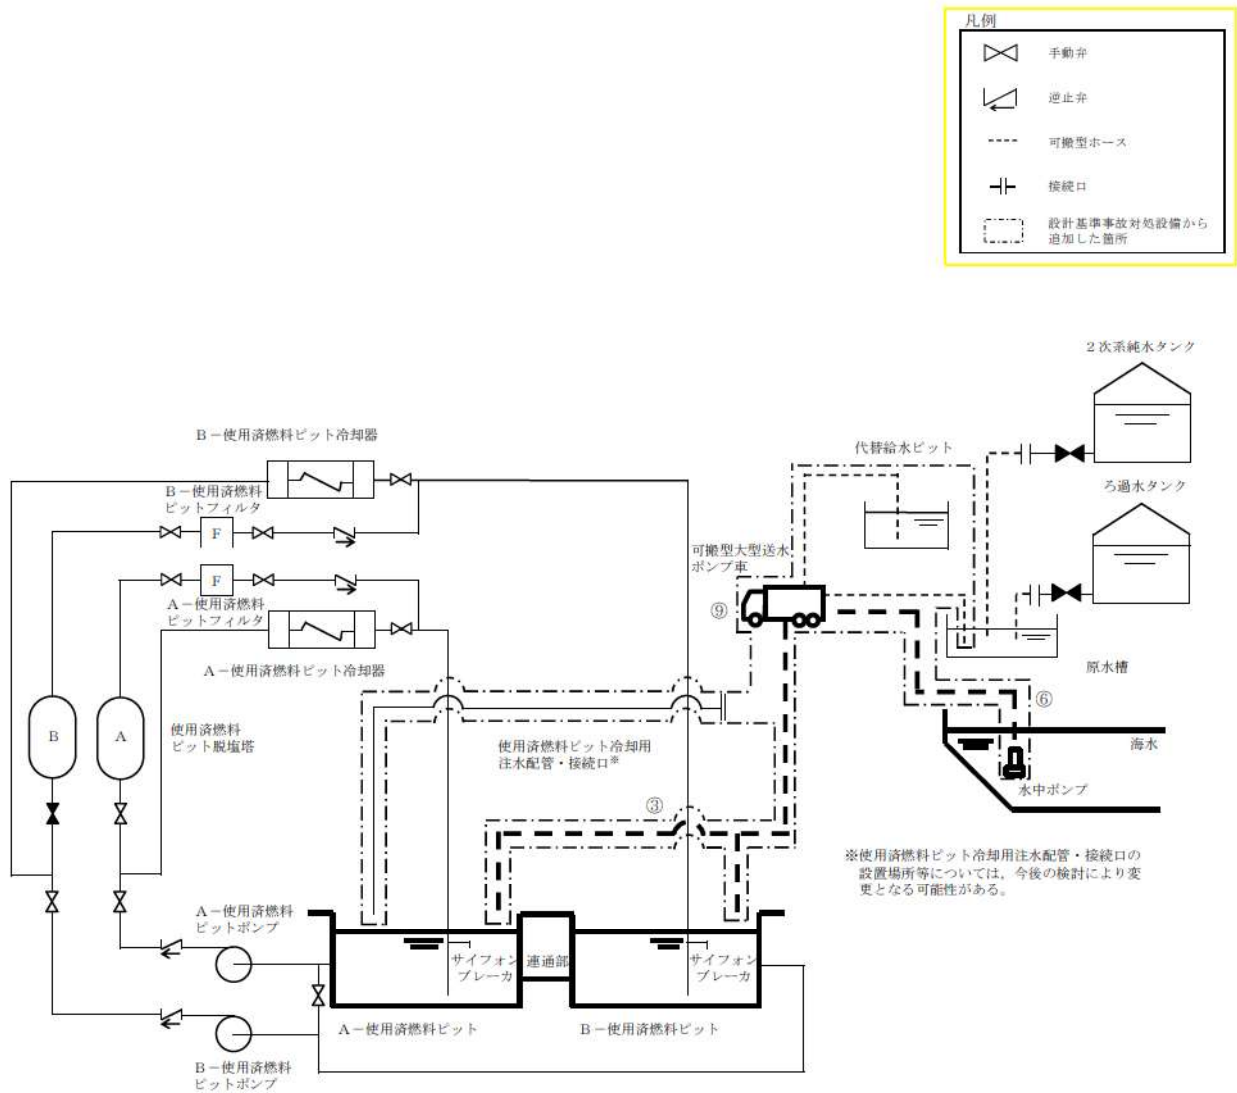 凡例
手動弁
逆止弁
可搬型ホース
接続口
設計基準事故対処設備から
追加した箇所
2次系純水タンク
B-使用済燃料ピット冷却器
代替給水ピット
ろ過水タンク
B-使用済燃料
ピットフィルタ
F
可搬型大型送水
ポンプ車
F
A-使用済燃料
ピットフィルタ
⑨
A-使用済燃料ピット冷却器
原水槽
⑥
B
A
使用済燃料
ピット脱塩塔
使用済燃料ピット冷却用
注水配管・接続口※
海水
水中ポンプ
③
※使用済燃料ピット冷却用注水配管・接続口の
設置場所等については、今後の検討により変
更となる可能性がある。
A-使用済燃料
ピットポンプ
サイフォン
ブレーカ
連通部
サイフォン
ブレーカ
A-使用済燃料ピット
B-使用済燃料ピット
B-使用済燃料
ピットポンプ